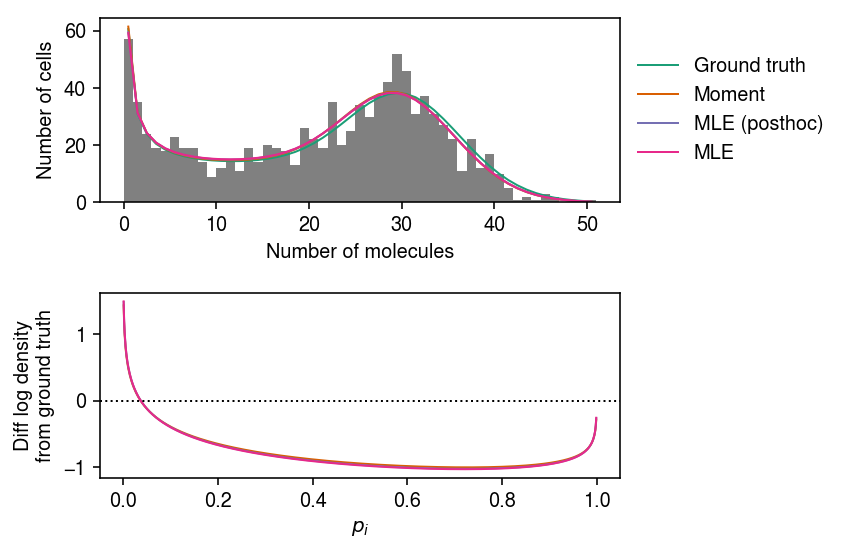 60
40
20
0
Number of cells
0 10 20 30 40 50
Number of molecules
Ground truth
Moment
MLE (posthoc)
MLE
1
0
−1
Diff log density
from ground truth
0.0 0.2 0.4 0.6 0.8 1.0
p_i